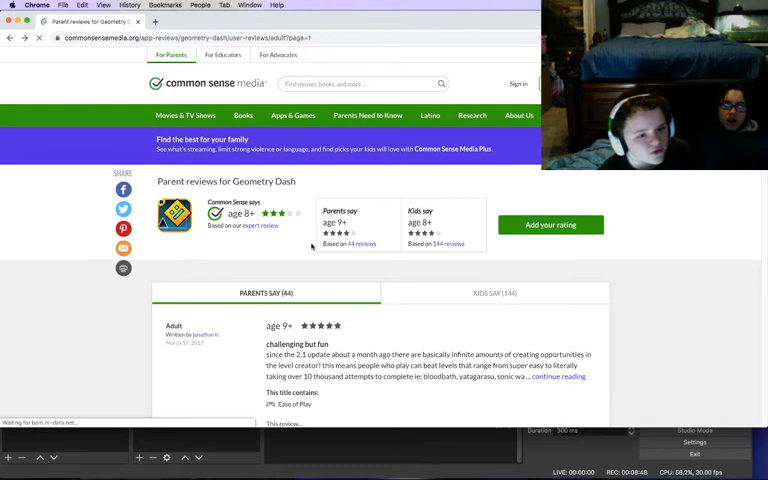 Chrome File Edit View History Bookmarks People Tab Window Help
Parent reviews for Geometry D
commonsensemedia.org/app-reviews/geometry-dash/user-reviews/adult?page=1
For Parents For Educators For Advocates
common sense media
Find movies, books, and more...
Sign in
Movies & TV Shows Books Apps & Games Parents Need to Know Latino Research About Us
Find the best for your family
See what's streaming, limit strong violence or language, and find picks your kids will love with Common Sense Media Plus.
SHARE
Parent reviews for Geometry Dash
Common Sense says
age 8+
Based on our expert review
Parents say
age 9+
Based on 44 reviews
Kids say
age 8+
Based on 144 reviews
Add your rating
PARENTS SAY (44)
KIDS SAY (144)
Adult
Written by jonathan h.
March 17, 2017
age 9+
challenging but fun
since the 2.1 update about a month ago there are basically infinite amounts of creating opportunities in
the level creator! this means people who play can beat levels that range from super easy to literally
taking over 10 thousand attempts to complete ie: bloodbath, yatagarasu, sonic wa ... continue reading
This title contains:
Ease of Play
This review...
Waiting for bam.nr-data.net...
Duration 300 ms
Studio Mode
Settings
Exit
LIVE: 00:00:00 REC: 00:08:48 CPU: 58.2%, 30.00 fps